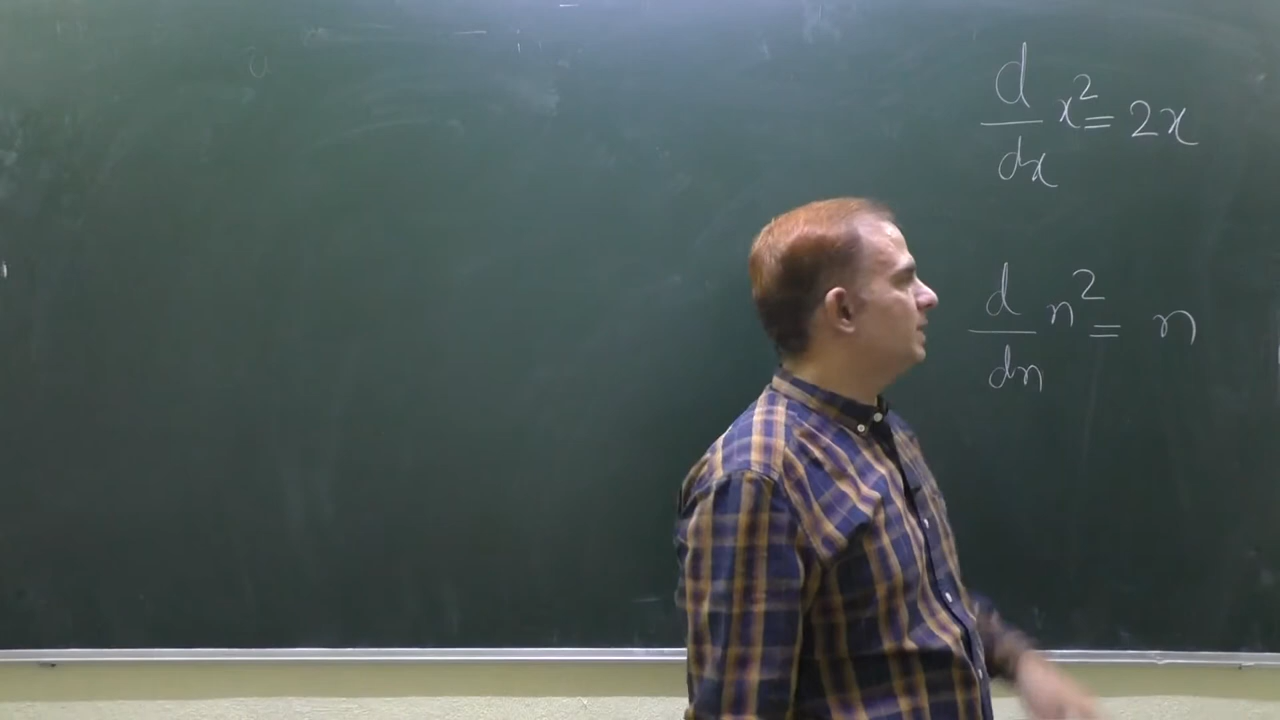 d/dx x² = 2x
d/dn n² = n